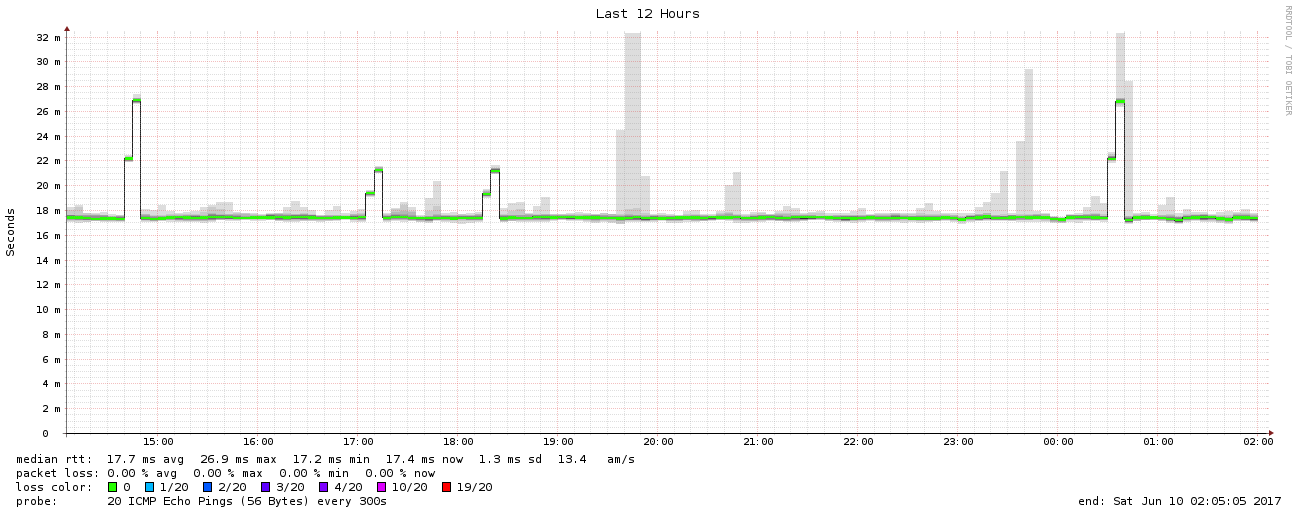 Last 12 Hours
RRDTOOL / TOBI OETIKER
Seconds
32 m
30 m
28 m
26 m
24 m
22 m
20 m
18 m
16 m
14 m
12 m
10 m
8 m
6 m
4 m
2 m
0
15:00 16:00 17:00 18:00 19:00 20:00 21:00 22:00 23:00 00:00 01:00 02:00
median rtt: 17.7 ms avg 26.9 ms max 17.2 ms min 17.4 ms now 1.3 ms sd 13.4 am/s
packet loss: 0.00 % avg 0.00 % max 0.00 % min 0.00 % now
loss color: 0 1/20 2/20 3/20 4/20 10/20 19/20
probe: 20 ICMP Echo Pings (56 Bytes) every 300s end: Sat Jun 10 02:05:05 2017